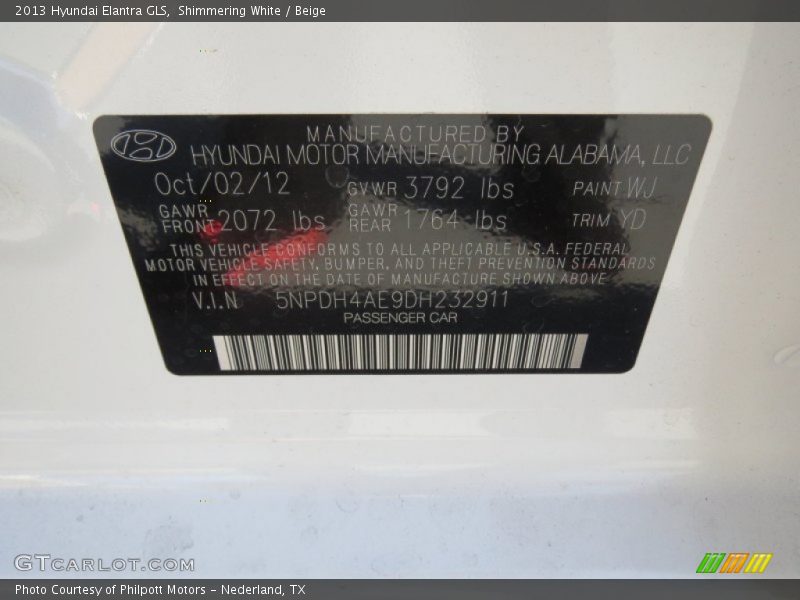 2013 Hyundai Elantra GLS, Shimmering White / Beige
MANUFACTURED BY
HYUNDAI MOTOR MANUFACTURING ALABAMA, LLC
Oct/02/12 GVWR 3792 lbs PAINT WJ
GAWR FRONT 2072 lbs GAWR REAR 1764 lbs TRIM YD
THIS VEHICLE CONFORMS TO ALL APPLICABLE U.S.A. FEDERAL
MOTOR VEHICLE SAFETY, BUMPER, AND THEFT PREVENTION STANDARDS
IN EFFECT ON THE DATE OF MANUFACTURE SHOWN ABOVE
V.I.N 5NPDH4AE9DH232911
PASSENGER CAR
GTCARLOT.COM
Photo Courtesy of Philpott Motors - Nederland, TX